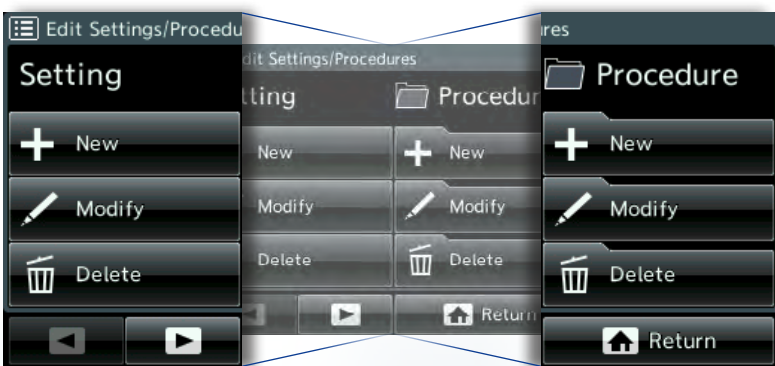 Edit Settings/Procedu
Setting
New
Modify
Delete
dit Settings/Procedures
tting
Procedur
New
New
Modify
Modify
Delete
Delete
Return
res
Procedure
New
Modify
Delete
Return